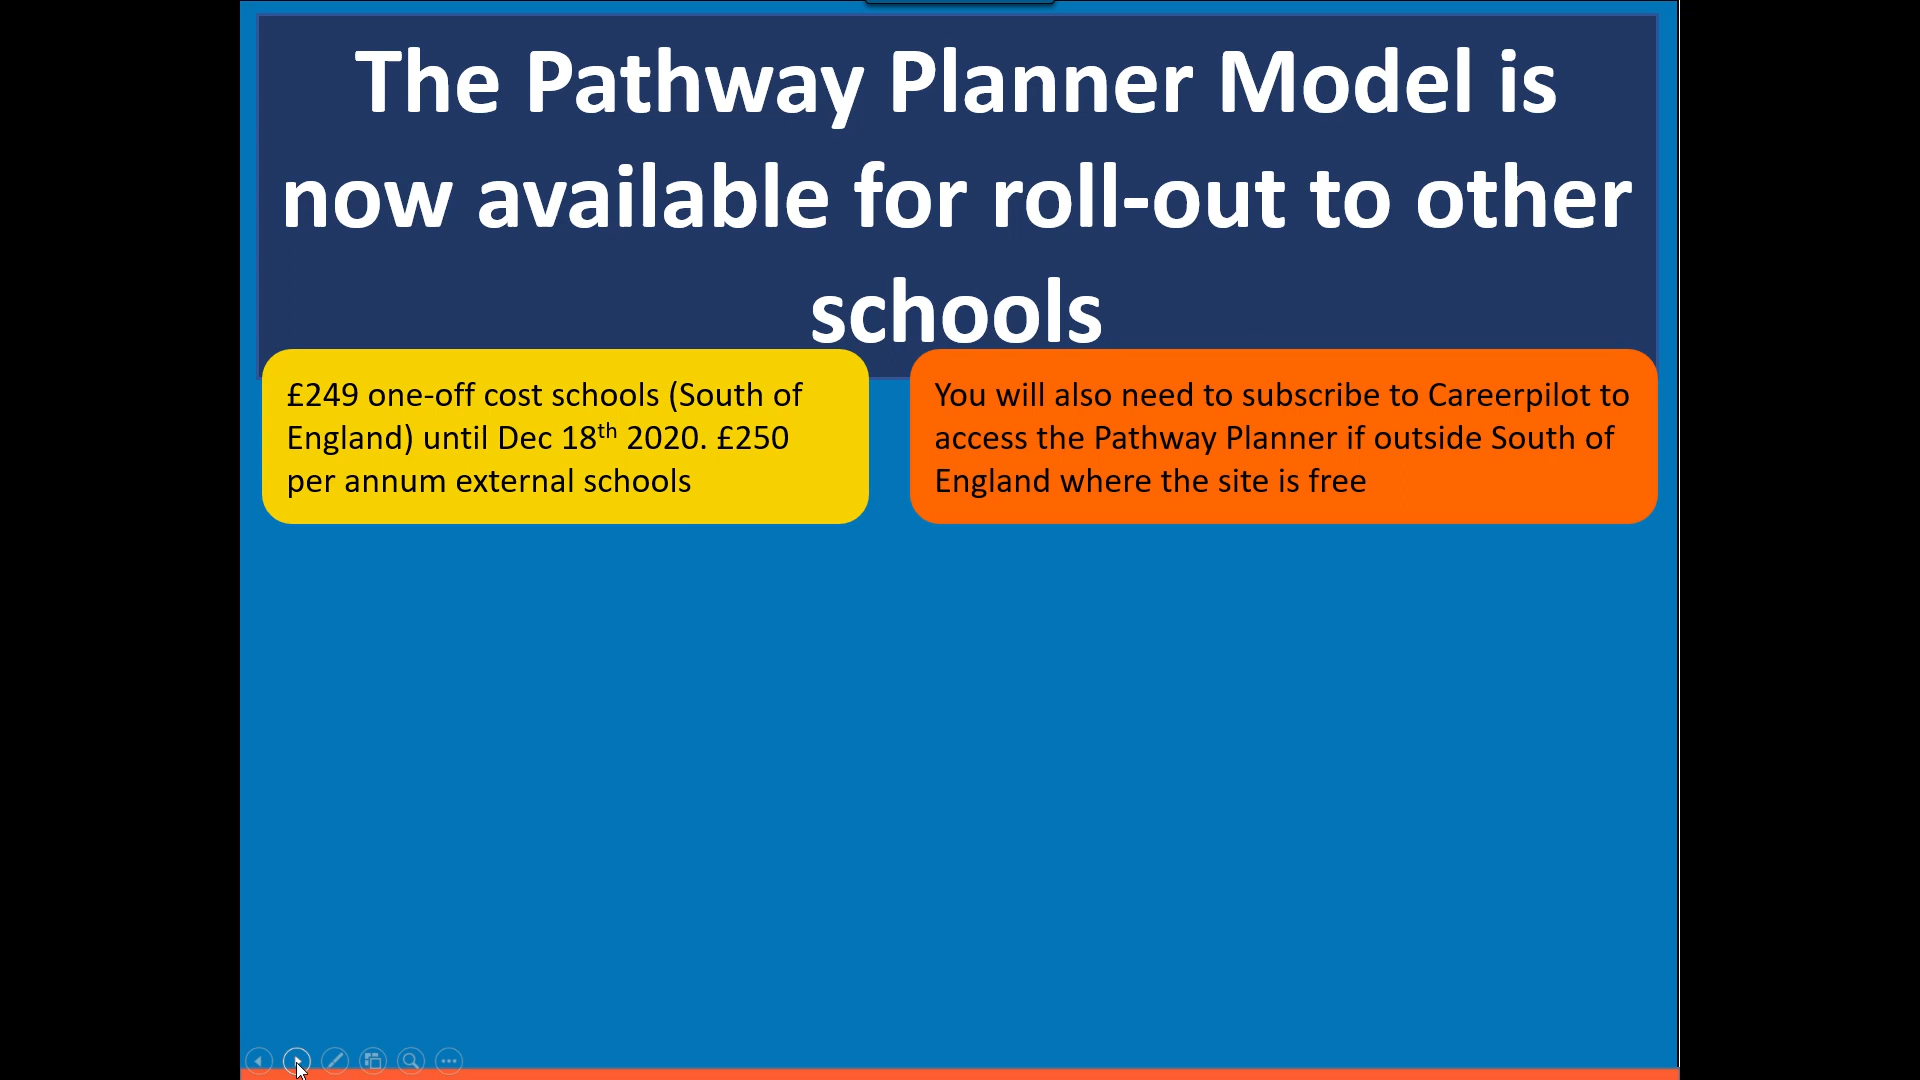 The Pathway Planner Model is
now available for roll-out to other
schools
£249 one-off cost schools (South of
England) until Dec 18th 2020. £250
per annum external schools
You will also need to subscribe to Careerpilot to
access the Pathway Planner if outside South of
England where the site is free